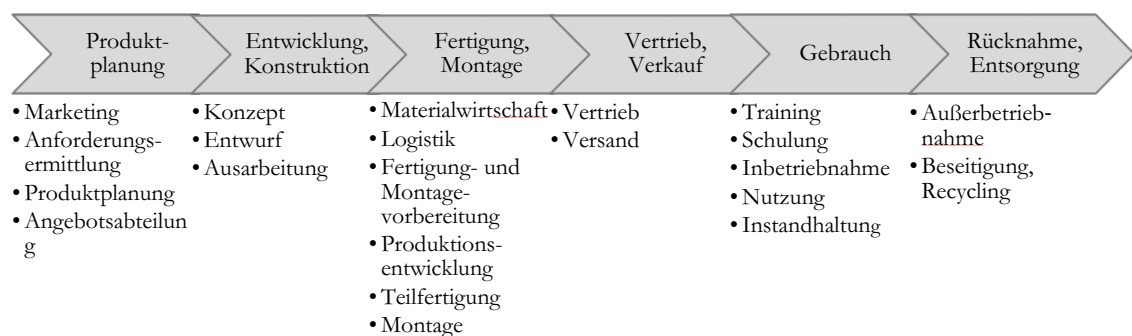 Produkt-
planung
Entwicklung,
Konstruktion
Fertigung,
Montage
Vertrieb,
Verkauf
Gebrauch
Rücknahme,
Entsorgung
• Marketing
• Anforderungs-
ermittlung
• Produktplanung
• Angebotsabteilun
g
• Konzept
• Entwurf
• Ausarbeitung
• Materialwirtschaft
• Logistik
• Fertigung- und
Montage-
vorbereitung
• Produktions-
entwicklung
• Teilfertigung
• Montage
• Vertrieb
• Versand
• Training
• Schulung
• Inbetriebnahme
• Nutzung
• Instandhaltung
• Außerbetrieb-
nahme
• Beseitigung,
Recycling